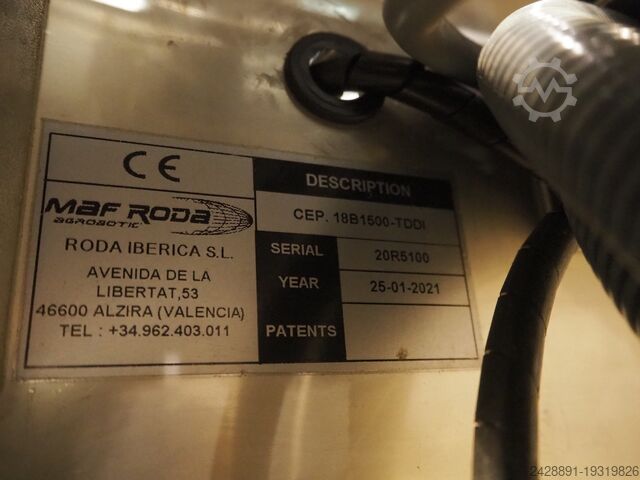 CE
MAF RODA
AGROBOTIC
RODA IBERICA S.L.
AVENIDA DE LA
LIBERTAT,53
46600 ALZIRA (VALENCIA)
TEL : +34.962.403.011
DESCRIPTION
CEP. 18B1500-TDDI
SERIAL 20R5100
YEAR 25-01-2021
PATENTS
2428891-19319826